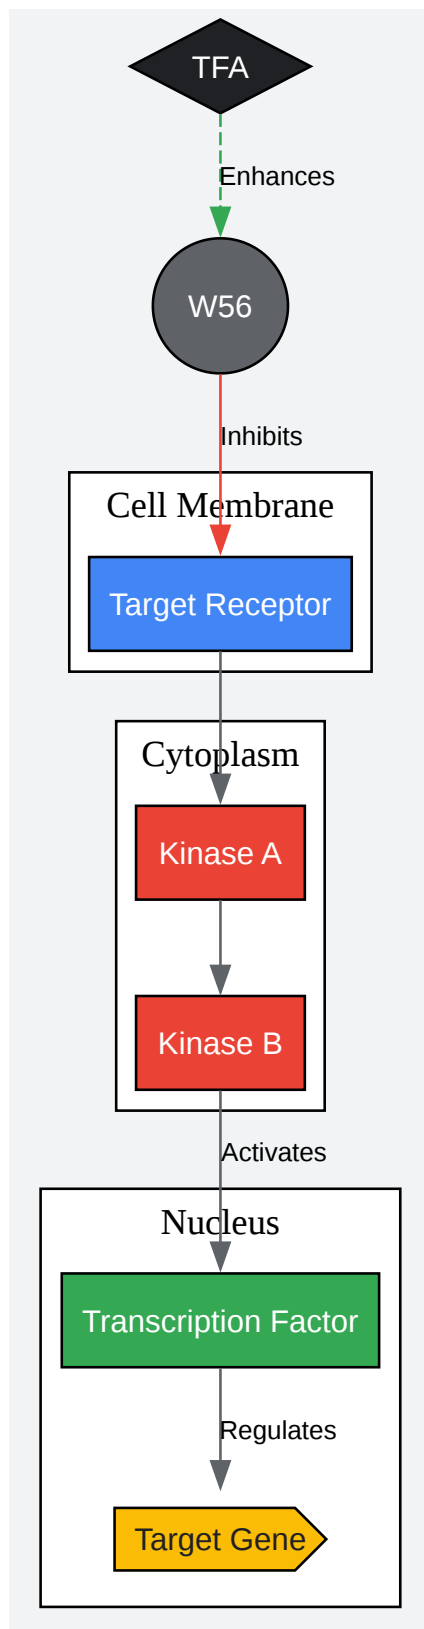 TFA
Enhances
W56
Inhibits
Cell Membrane
Target Receptor
Cytoplasm
Kinase A
Kinase B
Activates
Nucleus
Transcription Factor
Regulates
Target Gene